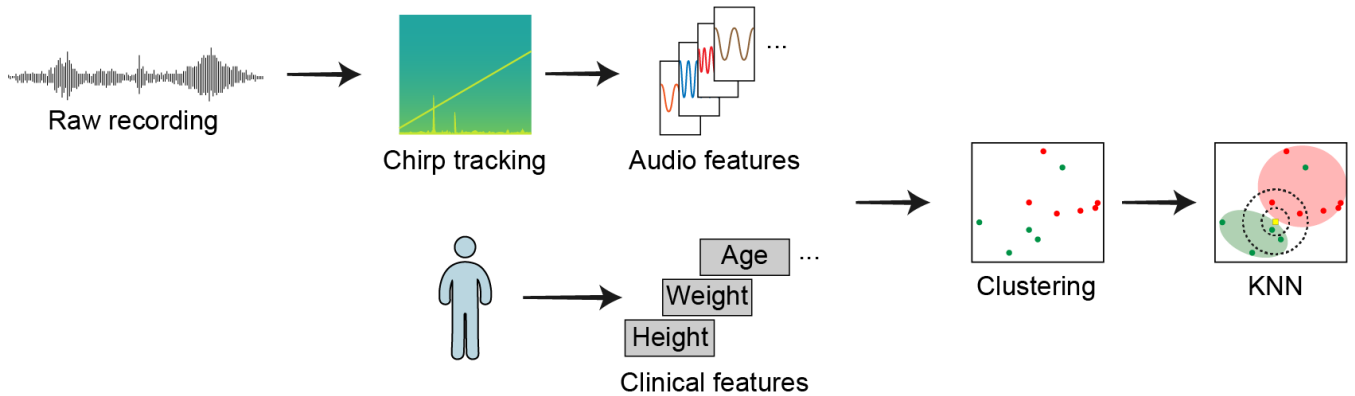 Raw recording
Chirp tracking
Audio features
...
Age
...
Weight
Height
Clinical features
Clustering
KNN